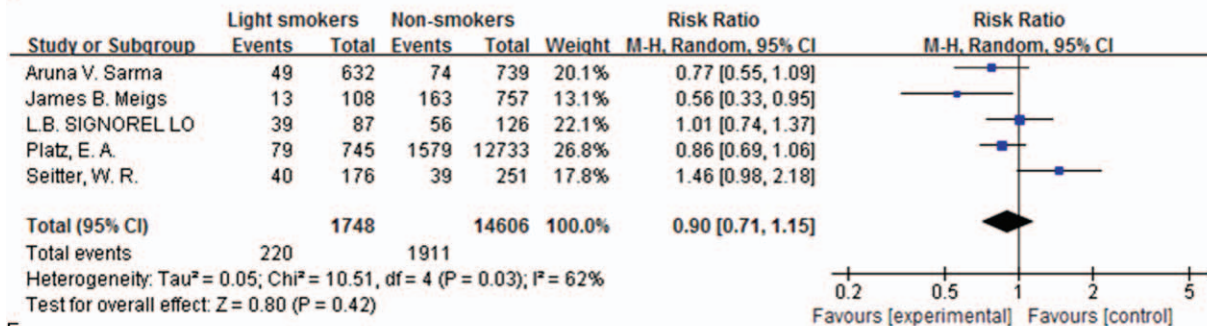 Light smokers Non-smokers Risk Ratio Risk Ratio
Study or Subgroup Events Total Events Total Weight M-H, Random, 95% CI M-H, Random, 95% CI
Aruna V. Sarma 49 632 74 739 20.1% 0.77 [0.55, 1.09]
James B. Meigs 13 108 163 757 13.1% 0.56 [0.33, 0.95]
L.B. SIGNOREL LO 39 87 56 126 22.1% 1.01 [0.74, 1.37]
Platz, E. A. 79 745 1579 12733 26.8% 0.86 [0.69, 1.06]
Seitter, W. R. 40 176 39 251 17.8% 1.46 [0.98, 2.18]
Total (95% CI) 1748 14606 100.0% 0.90 [0.71, 1.15]
Total events 220 1911
Heterogeneity: Tau² = 0.05; Chi² = 10.51, df = 4 (P = 0.03); I² = 62%
Test for overall effect: Z = 0.80 (P = 0.42)
0.2 0.5 1 2 5
Favours [experimental] Favours [control]